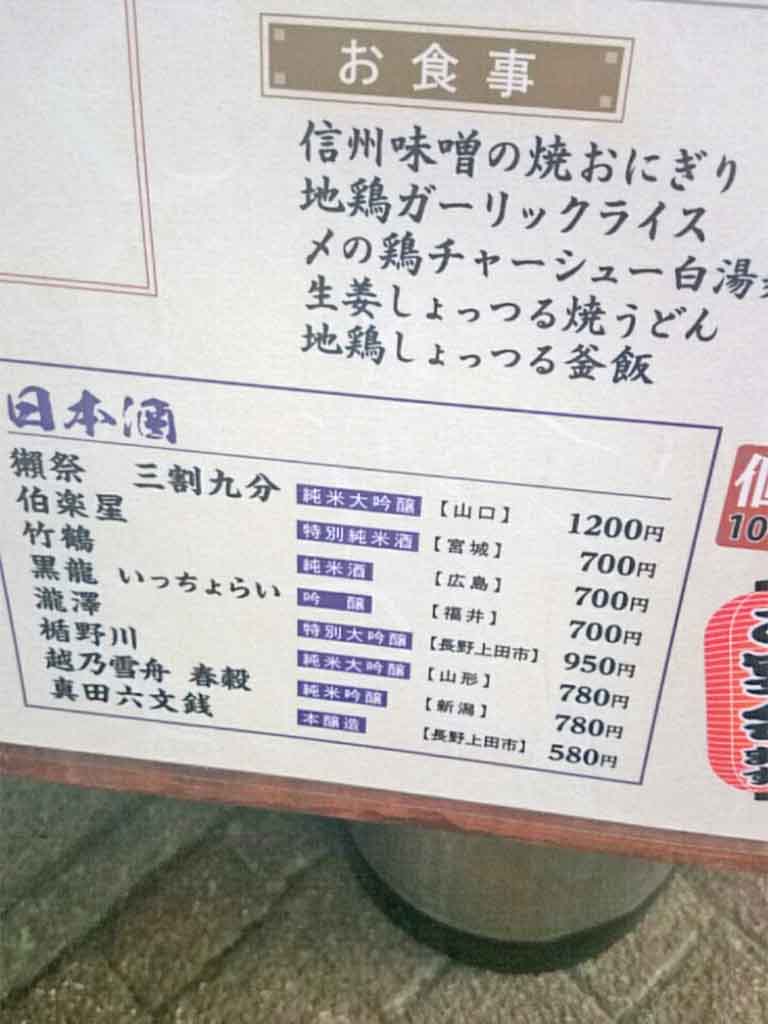 お食事
信州味噌の焼おにぎり
地鶏ガーリックライス
〆の鶏チャーシュー白湯
生姜しょっつる焼うどん
地鶏しょっつる釜飯
日本酒
獺祭 三割九分 純米大吟醸 【山口】 1200円
伯楽星 特別純米酒 【宮城】 700円
竹鶴 純米酒 【広島】 700円
黒龍 いっちょらい 吟醸 【福井】 700円
瀧澤 特別大吟醸 【長野上田市】 950円
楯野川 純米大吟醸 【山形】 780円
越乃雪舟 春穀 純米吟醸 【新潟】 780円
真田六文銭 本醸造 【長野上田市】 580円
10